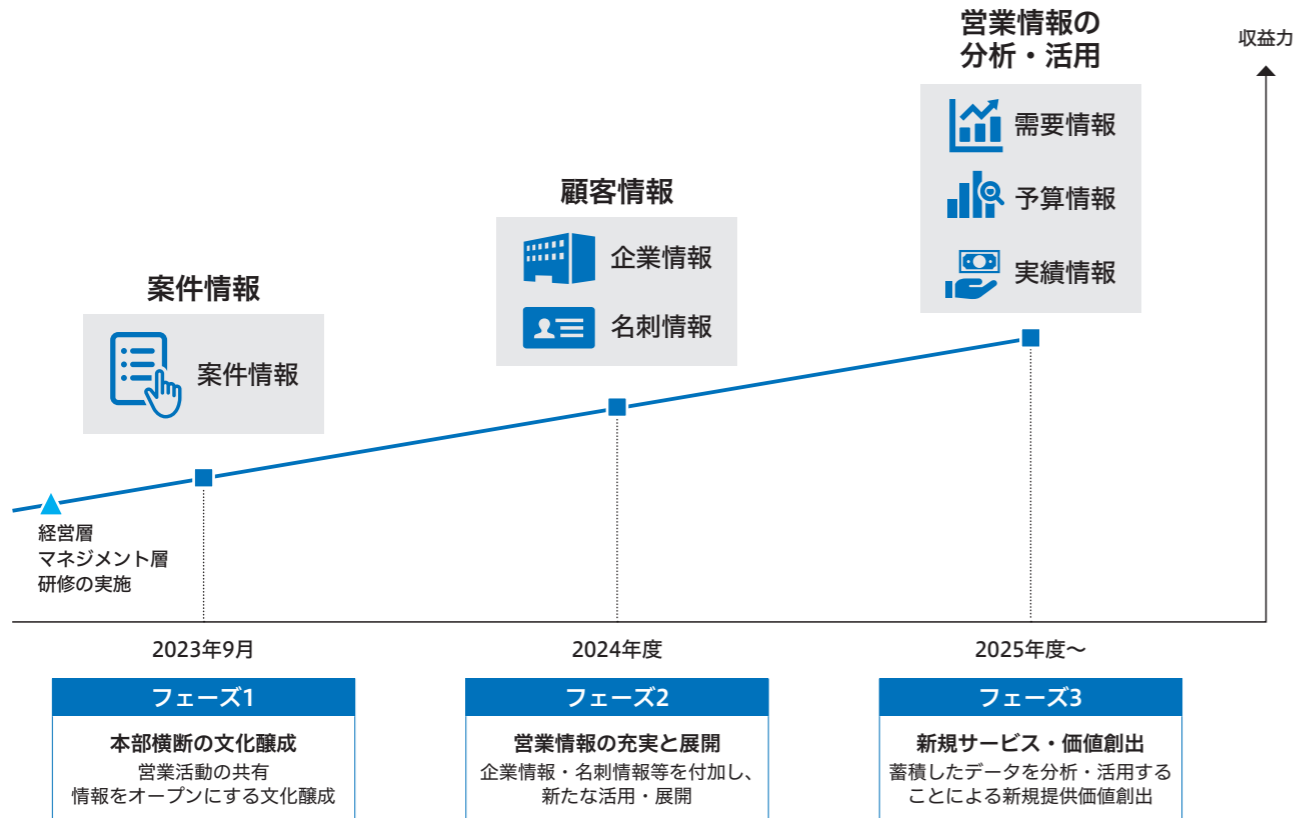 収益力
営業情報の
分析・活用
需要情報
予算情報
実績情報
顧客情報
企業情報
名刺情報
案件情報
案件情報
経営層
マネジメント層
研修の実施
2023年9月
2024年度
2025年度～
フェーズ1
本部横断の文化醸成
営業活動の共有
情報をオープンにする文化醸成
フェーズ2
営業情報の充実と展開
企業情報・名刺情報等を付加し、
新たな活用・展開
フェーズ3
新規サービス・価値創出
蓄積したデータを分析・活用する
ことによる新規提供価値創出